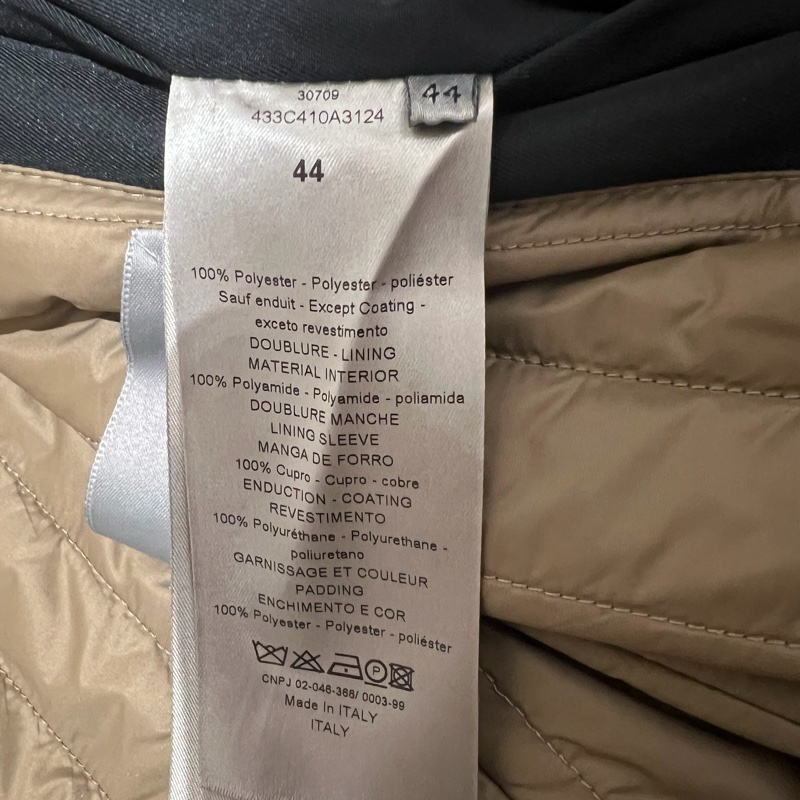 30709
433C410A3124
44
44
100% Polyester - Polyester - poliéster
Sauf enduit - Except Coating -
exceto revestimento
DOUBLURE - LINING
MATERIAL INTERIOR
100% Polyamide - Polyamide - poliamida
DOUBLURE MANCHE
LINING SLEEVE
MANGA DE FORRO
100% Cupro - Cupro - cobre
ENDUCTION - COATING
REVESTIMENTO
100% Polyuréthane - Polyurethane -
poliuretano
GARNISSAGE ET COULEUR
PADDING
ENCHIMENTO E COR
100% Polyester - Polyester - poliéster
P
CNPJ 02-046-368/ 0003-99
Made In ITALY
ITALY